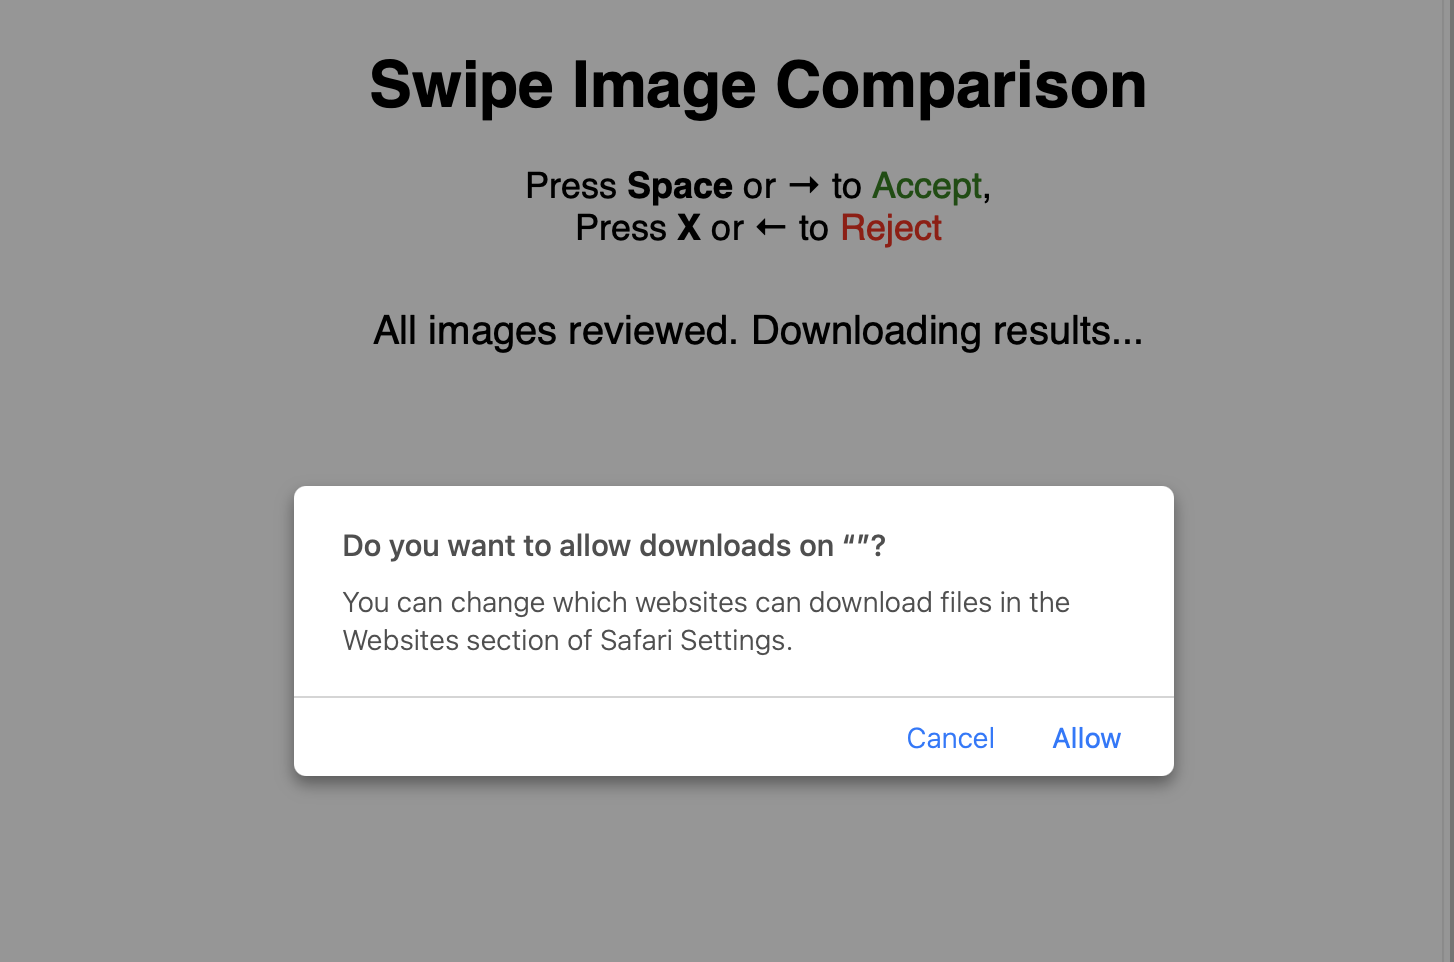 Swipe Image Comparison
Press Space or → to Accept,
Press X or ← to Reject
All images reviewed. Downloading results...
Do you want to allow downloads on “”?
You can change which websites can download files in the
Websites section of Safari Settings.
Cancel Allow